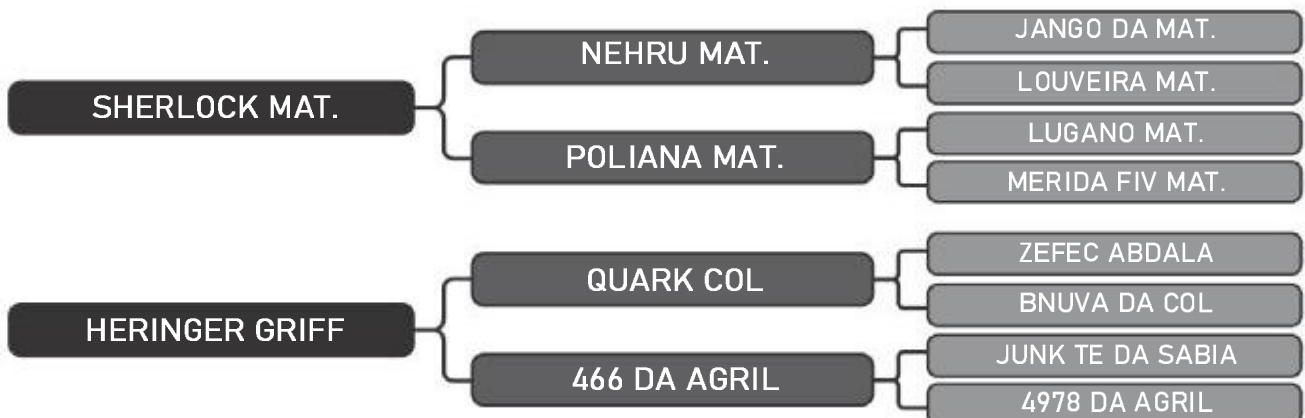 SHERLOCK MAT.
NEHRU MAT.
JANGO DA MAT.
LOUVEIRA MAT.
POLIANA MAT.
LUGANO MAT.
MERIDA FIV MAT.
HERINGER GRIFF
QUARK COL
ZEFEC ABDALA
BNUVA DA COL
466 DA AGRIL
JUNK TE DA SABIA
4978 DA AGRIL